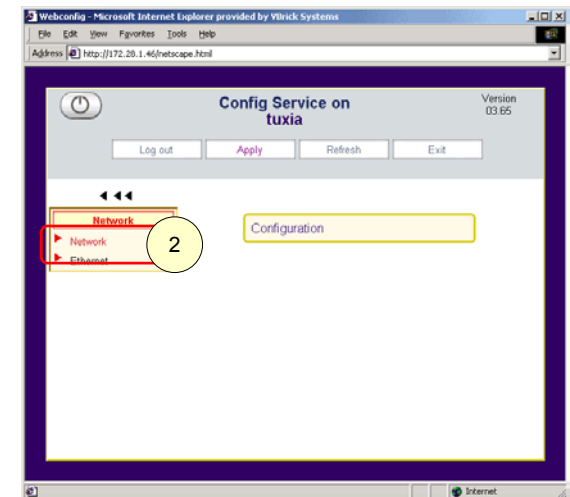 Webconfig - Microsoft Internet Explorer provided by VBrick Systems
File Edit View Favorites Tools Help
Address http://172.20.1.46/netscape.html
Config Service on
tuxia
Version
03.65
Log out Apply Refresh Exit
Network
Network
Ethernet
2
Configuration
Internet